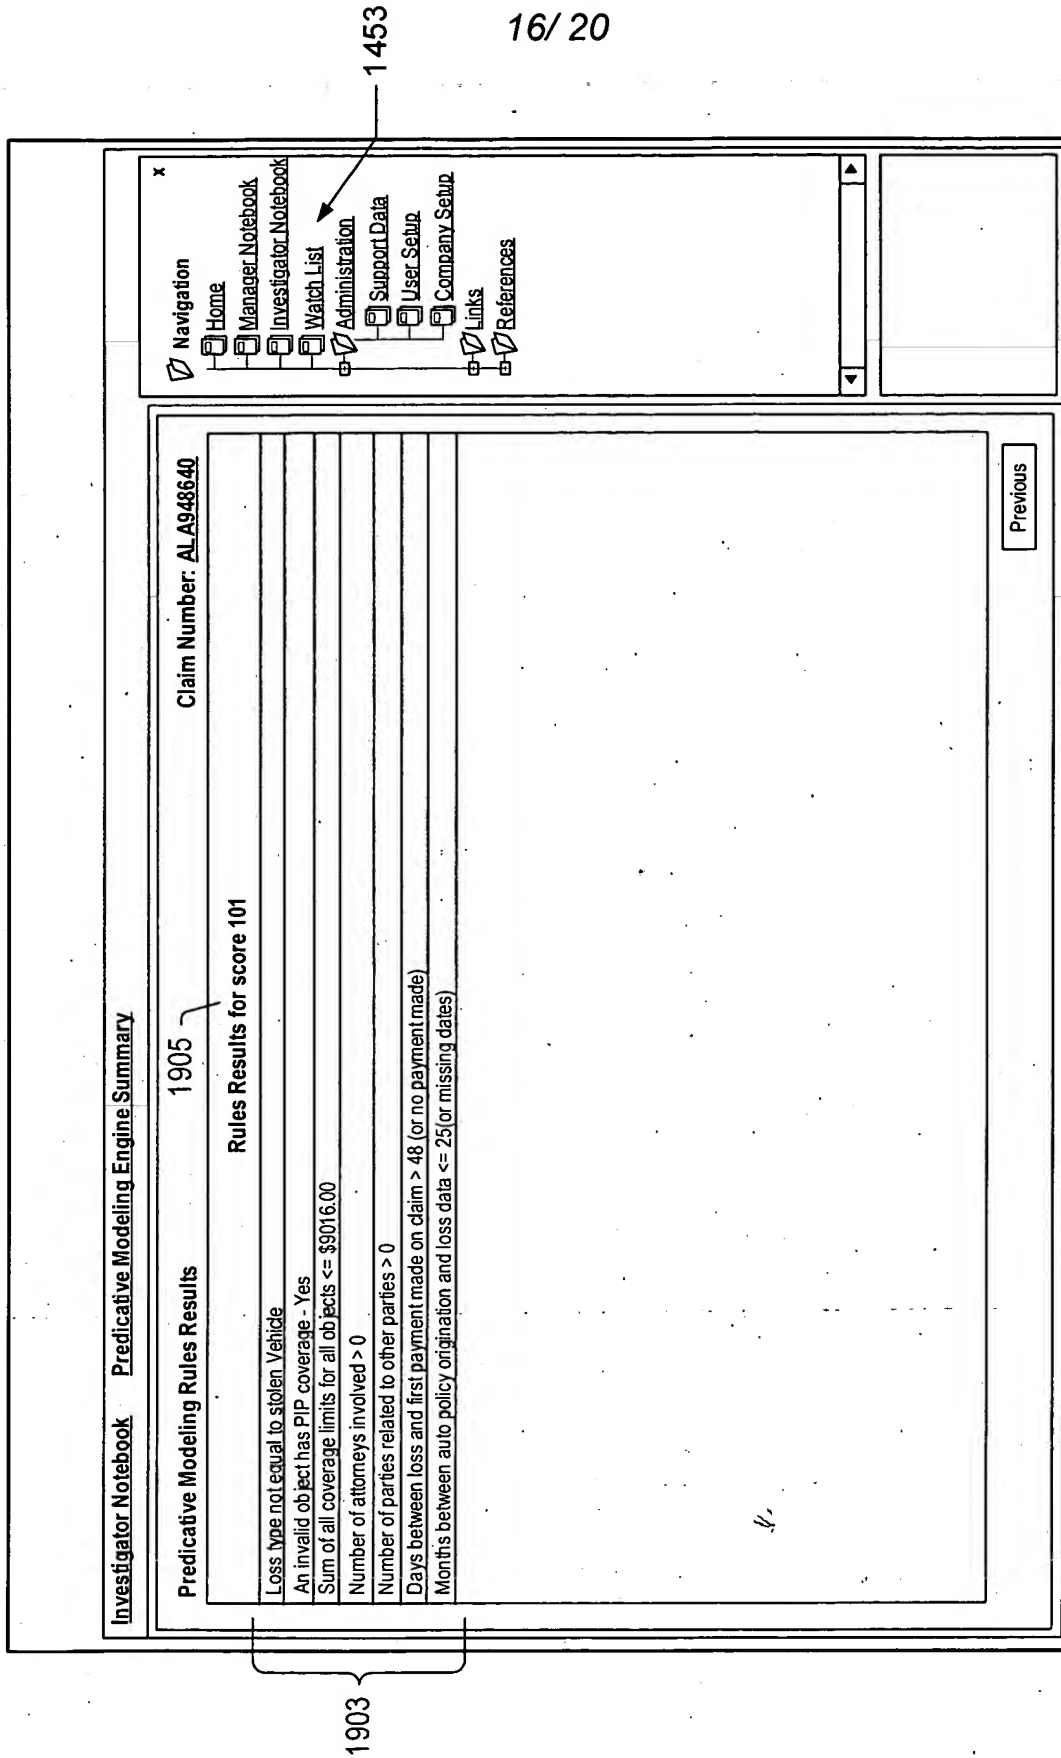 16/20
Investigator Notebook Predicative Modeling Engine Summary
Predicative Modeling Rules Results
1905
Claim Number: ALA948640
Rules Results for score 101
Loss type not equal to stolen Vehicle
An invalid object has PIP coverage - Yes
Sum of all coverage limits for all objects <= $9016.00
Number of attorneys involved > 0
Number of parties related to other parties > 0
Days between loss and first payment made on claim > 48 (or no payment made)
Months between auto policy origination and loss data <= 25(or missing dates)
1903
Previous
x
Navigation
Home
Manager Notebook
Investigator Notebook
Watch List
Administration
Support Data
User Setup
Company Setup
Links
References
1453